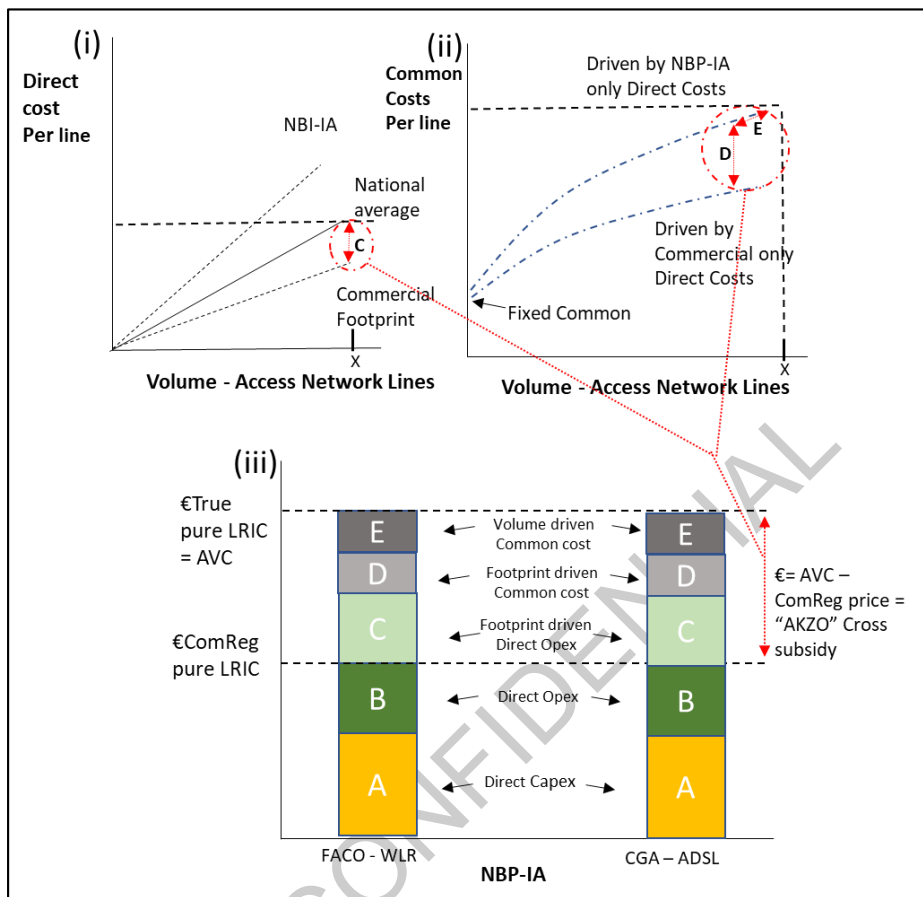 (i)
Direct
cost
Per line
NBI-IA
National
average
C
Commercial
Footprint
X
Volume - Access Network Lines
(ii)
Common
Costs
Per line
Driven by NBP-IA
only Direct Costs
E
D
Driven by
Commercial only
Direct Costs
Fixed Common
X
Volume - Access Network Lines
(iii)
€True
pure LRIC
= AVC
€ComReg
pure LRIC
E
Volume driven
Common cost
E
D
Footprint driven
Common cost
D
C
Footprint driven
Direct Opex
C
B
Direct Opex
B
A
Direct Capex
A
€= AVC –
ComReg price =
“AKZO” Cross
subsidy
FACO - WLR
CGA – ADSL
NBP-IA
CONFIDENTIAL